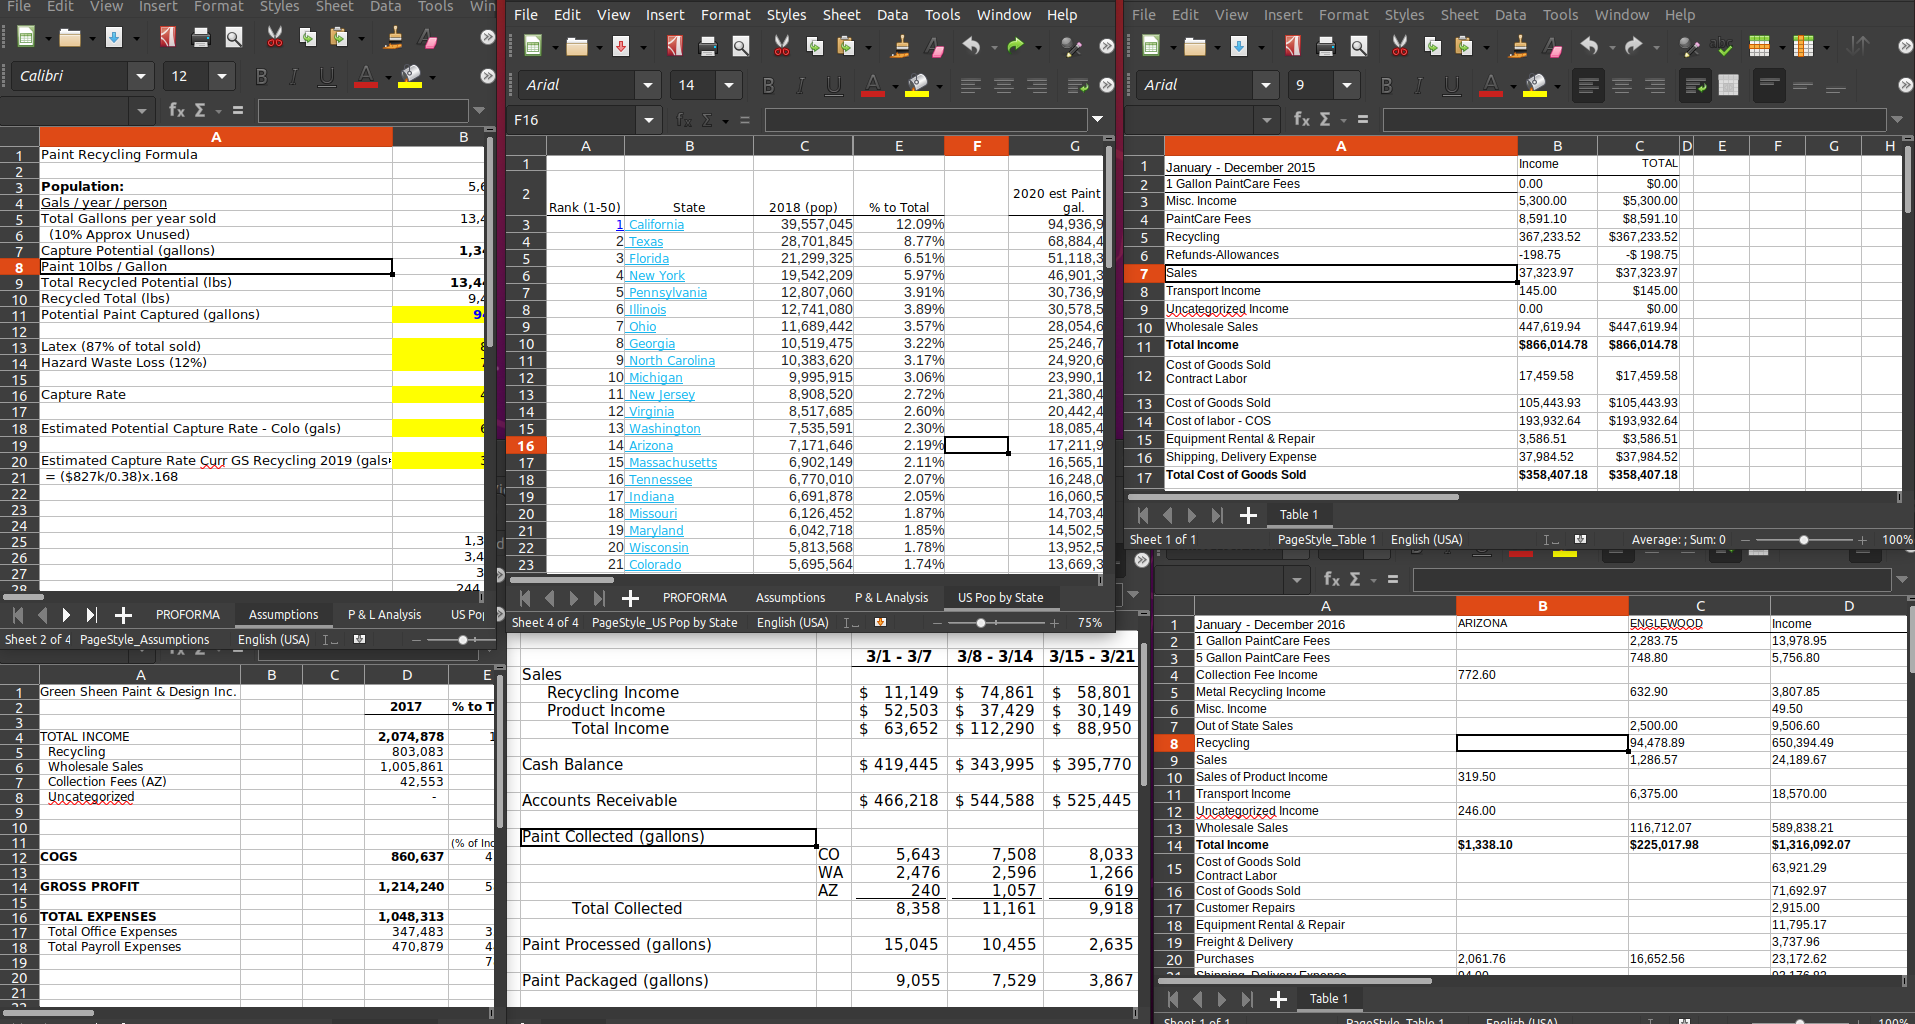 File Edit View Insert Format Styles Sheet Data Tools
Calibri 12
A B
1 Paint Recycling Formula
2
3 Population:
4 Gals / year / person
5 Total Gallons per year sold
6 (10% Approx Unused)
7 Capture Potential (gallons)
8 Paint 10lbs / Gallon
9 Total Recycled Potential (lbs)
10 Recycled Total (lbs)
11 Potential Paint Captured (gallons)
12
13 Latex (87% of total sold)
14 Hazard Waste Loss (12%)
15
16 Capture Rate
17
18 Estimated Potential Capture Rate - Colo (gals)
19
20 Estimated Capture Rate Curr GS Recycling 2019 (gals
21 = ($827k/0.38)x.168
22
23
24
25 1,3
26 3,4
27
28 244
PROFORMA Assumptions P & L Analysis US Po
Sheet 2 of 4 PageStyle_Assumptions English (USA)
File Edit View Insert Format Styles Sheet Data Tools Window Help
Arial 14
F16
A B C E F G
1
2 Rank (1-50) State 2018 (pop) % to Total 2020 est Paint gal.
3 1 California 39,557,045 12.09% 94,936,9
4 2 Texas 28,701,845 8.77% 68,884,4
5 3 Florida 21,299,325 6.51% 51,118,3
6 4 New York 19,542,209 5.97% 46,901,3
7 5 Pennsylvania 12,807,060 3.91% 30,736,9
8 6 Illinois 12,741,080 3.89% 30,578,5
9 7 Ohio 11,689,442 3.57% 28,054,6
10 8 Georgia 10,519,475 3.22% 25,246,7
11 9 North Carolina 10,383,620 3.17% 24,920,6
12 10 Michigan 9,995,915 3.06% 23,990,1
13 11 New Jersey 8,908,520 2.72% 21,380,4
14 12 Virginia 8,517,685 2.60% 20,442,4
15 13 Washington 7,535,591 2.30% 18,085,4
16 14 Arizona 7,171,646 2.19% 17,211,9
17 15 Massachusetts 6,902,149 2.11% 16,565,1
18 16 Tennessee 6,770,010 2.07% 16,248,0
19 17 Indiana 6,691,878 2.05% 16,060,5
20 18 Missouri 6,126,452 1.87% 14,703,4
21 19 Maryland 6,042,718 1.85% 14,502,5
22 20 Wisconsin 5,813,568 1.78% 13,952,5
23 21 Colorado 5,695,564 1.74% 13,669,3
PROFORMA Assumptions P & L Analysis US Pop by State
Sheet 4 of 4 PageStyle_US Pop by State English (USA) 75%
File Edit View Insert Format Styles Sheet Data Tools Window Help
Arial 9
A B C D E F G H
1 January - December 2015 Income TOTAL
2 1 Gallon PaintCare Fees 0.00 $0.00
3 Misc. Income 5,300.00 $5,300.00
4 PaintCare Fees 8,591.10 $8,591.10
5 Recycling 367,233.52 $367,233.52
6 Refunds-Allowances -198.75 -$ 198.75
7 Sales 37,323.97 $37,323.97
8 Transport Income 145.00 $145.00
9 Uncategorized Income 0.00 $0.00
10 Wholesale Sales 447,619.94 $447,619.94
11 Total Income $866,014.78 $866,014.78
12 Cost of Goods Sold Contract Labor 17,459.58 $17,459.58
13 Cost of Goods Sold 105,443.93 $105,443.93
14 Cost of labor - COS 193,932.64 $193,932.64
15 Equipment Rental & Repair 3,586.51 $3,586.51
16 Shipping, Delivery Expense 37,984.52 $37,984.52
17 Total Cost of Goods Sold $358,407.18 $358,407.18
Table 1
Sheet 1 of 1 PageStyle_Table 1 English (USA) Average: ; Sum: 0 100%
A B C D E
1 Green Sheen Paint & Design Inc.
2 2017 % to T
3
4 TOTAL INCOME 2,074,878 1
5 Recycling 803,083
6 Wholesale Sales 1,005,861
7 Collection Fees (AZ) 42,553
8 Uncategorized -
9
10
11 (% of Inc
12 COGS 860,637 4
13
14 GROSS PROFIT 1,214,240 5
15
16 TOTAL EXPENSES 1,048,313
17 Total Office Expenses 347,483 3
18 Total Payroll Expenses 470,879 4
19 7
20
21
22
3/1 - 3/7 3/8 - 3/14 3/15 - 3/21
Sales
Recycling Income $ 11,149 $ 74,861 $ 58,801
Product Income $ 52,503 $ 37,429 $ 30,149
Total Income $ 63,652 $ 112,290 $ 88,950
Cash Balance $ 419,445 $ 343,995 $ 395,770
Accounts Receivable $ 466,218 $ 544,588 $ 525,445
Paint Collected (gallons)
CO 5,643 7,508 8,033
WA 2,476 2,596 1,266
AZ 240 1,057 619
Total Collected 8,358 11,161 9,918
Paint Processed (gallons) 15,045 10,455 2,635
Paint Packaged (gallons) 9,055 7,529 3,867
A B C D
1 January - December 2016 ARIZONA ENGLEWOOD Income
2 1 Gallon PaintCare Fees 2,283.75 13,978.95
3 5 Gallon PaintCare Fees 748.80 5,756.80
4 Collection Fee Income 772.60
5 Metal Recycling Income 632.90 3,807.85
6 Misc. Income 49.50
7 Out of State Sales 2,500.00 9,506.60
8 Recycling 94,478.89 650,394.49
9 Sales 1,286.57 24,189.67
10 Sales of Product Income 319.50
11 Transport Income 6,375.00 18,570.00
12 Uncategorized Income 246.00
13 Wholesale Sales 116,712.07 589,838.21
14 Total Income $1,338.10 $225,017.98 $1,316,092.07
15 Cost of Goods Sold Contract Labor 63,921.29
16 Cost of Goods Sold 71,692.97
17 Customer Repairs 2,915.00
18 Equipment Rental & Repair 11,795.17
19 Freight & Delivery 3,737.96
20 Purchases 2,061.76 16,652.56 23,172.62
21 Shipping, Delivery Expense
Table 1
Sheet 1 of 1 PageStyle_Table 1 English (USA) 100%